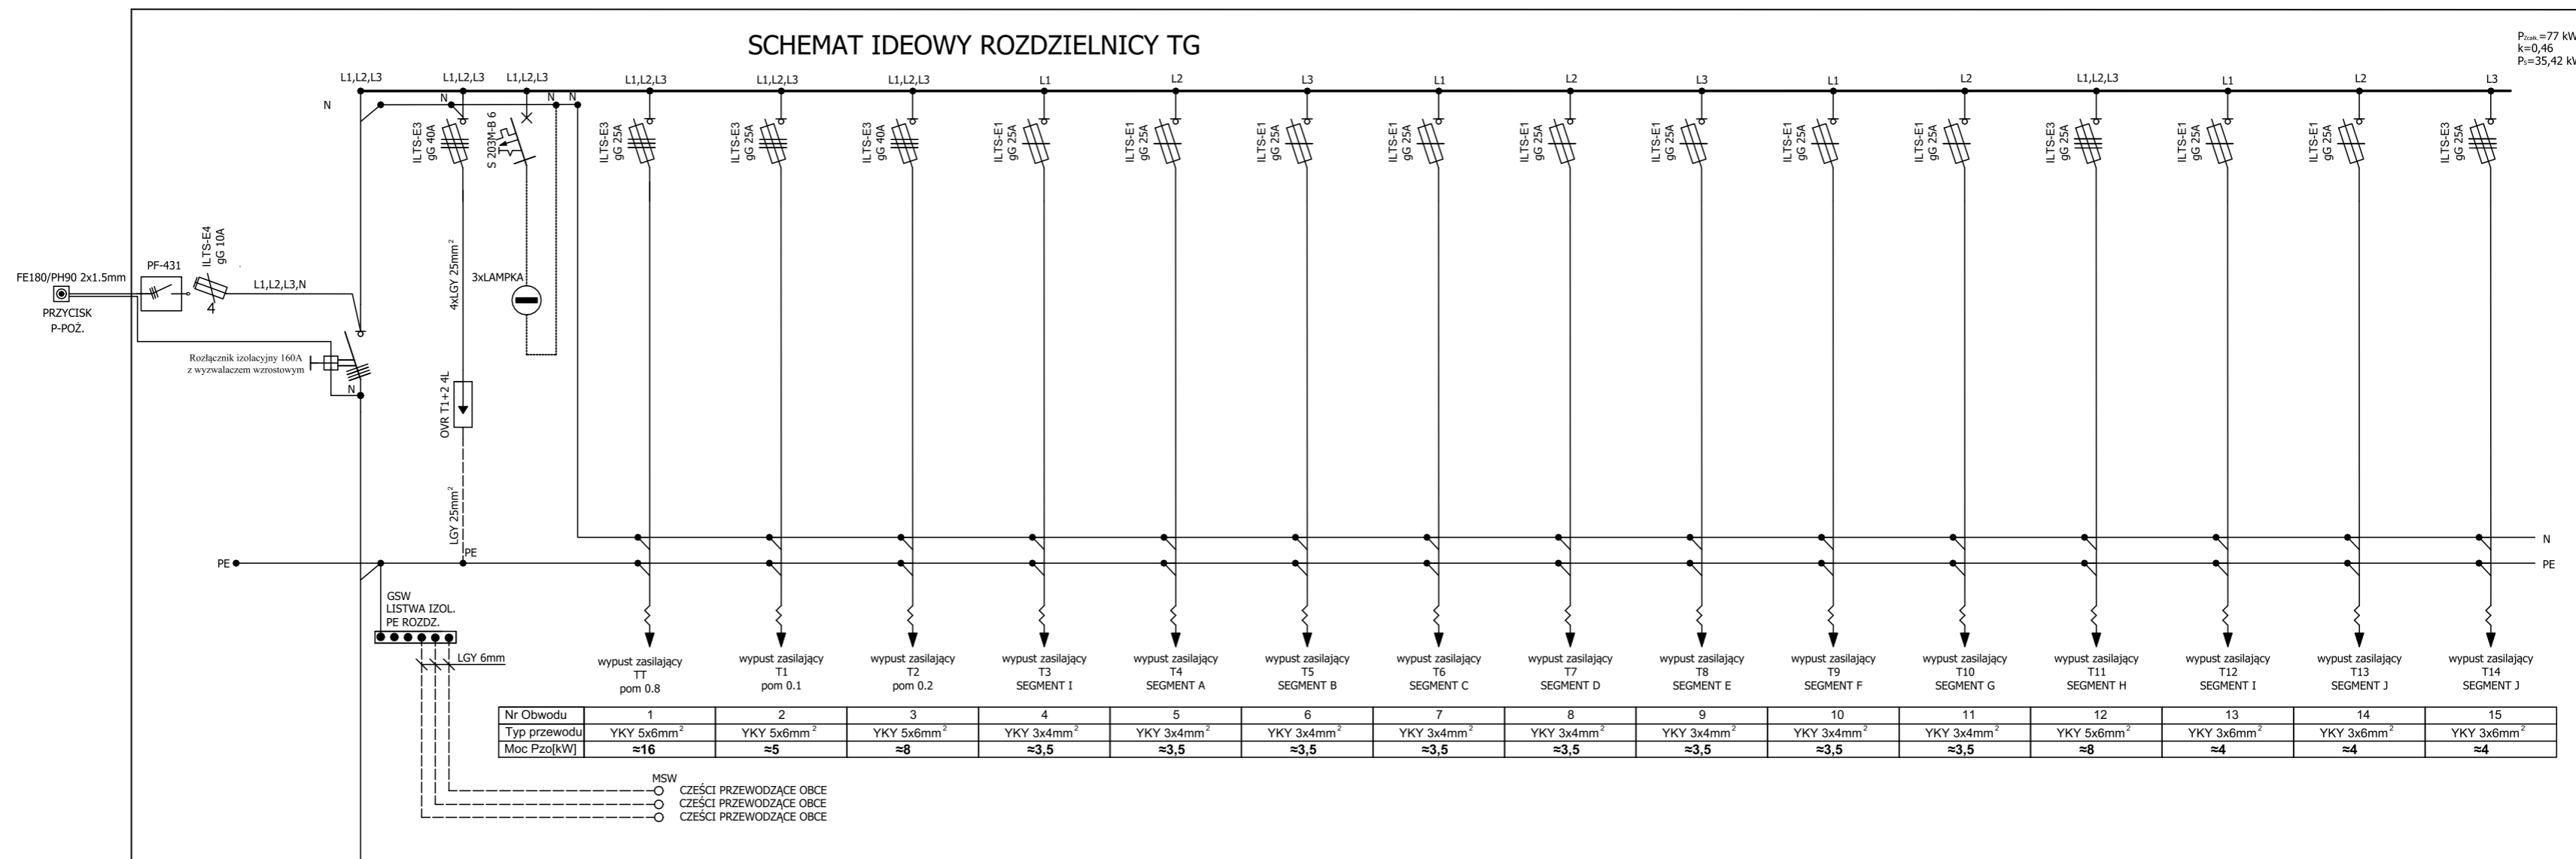 SCHEMAT IDEOWY ROZDZIELNICY TG
PZcałk.=77 kW
k=0,46
PS=35,42 kW
L1,L2,L3
L1,L2,L3
L1,L2,L3
L1,L2,L3
L1,L2,L3
L1,L2,L3
L1
L2
L3
L1
L2
L3
L1
L2
L1,L2,L3
L1
L2
L3
N
N
N
N
ILTS-E3
gG 40A
S 203M-B 6
ILTS-E3
gG 25A
ILTS-E3
gG 25A
ILTS-E3
gG 40A
ILTS-E1
gG 25A
ILTS-E1
gG 25A
ILTS-E1
gG 25A
ILTS-E1
gG 25A
ILTS-E1
gG 25A
ILTS-E1
gG 25A
ILTS-E1
gG 25A
ILTS-E1
gG 25A
ILTS-E3
gG 25A
ILTS-E1
gG 25A
ILTS-E1
gG 25A
ILTS-E3
gG 25A
FE180/PH90 2x1.5mm
PRZYCISK
P-POŻ.
PF-431
ILTS-E4
gG 10A
4
L1,L2,L3,N
4xLGY 25mm²
3xLAMPKA
Rozłącznik izolacyjny 160A
z wyzwalaczem wzrostowym
N
OVR T1+2 4L
LGY 25mm²
PE
PE
N
PE
GSW
LISTWA IZOL.
PE ROZDZ.
LGY 6mm
wypust zasilający
TT
pom 0.8
wypust zasilający
T1
pom 0.1
wypust zasilający
T2
pom 0.2
wypust zasilający
T3
SEGMENT I
wypust zasilający
T4
SEGMENT A
wypust zasilający
T5
SEGMENT B
wypust zasilający
T6
SEGMENT C
wypust zasilający
T7
SEGMENT D
wypust zasilający
T8
SEGMENT E
wypust zasilający
T9
SEGMENT F
wypust zasilający
T10
SEGMENT G
wypust zasilający
T11
SEGMENT H
wypust zasilający
T12
SEGMENT I
wypust zasilający
T13
SEGMENT J
wypust zasilający
T14
SEGMENT J
Nr Obwodu 1 2 3 4 5 6 7 8 9 10 11 12 13 14 15
Typ przewodu YKY 5x6mm² YKY 5x6mm² YKY 5x6mm² YKY 3x4mm² YKY 3x4mm² YKY 3x4mm² YKY 3x4mm² YKY 3x4mm² YKY 3x4mm² YKY 3x4mm² YKY 3x4mm² YKY 5x6mm² YKY 3x6mm² YKY 3x6mm² YKY 3x6mm²
Moc Pzo[kW] ≈16 ≈5 ≈8 ≈3,5 ≈3,5 ≈3,5 ≈3,5 ≈3,5 ≈3,5 ≈3,5 ≈3,5 ≈8 ≈4 ≈4 ≈4
MSW
CZEŚCI PRZEWODZĄCE OBCE
CZEŚCI PRZEWODZĄCE OBCE
CZEŚCI PRZEWODZĄCE OBCE